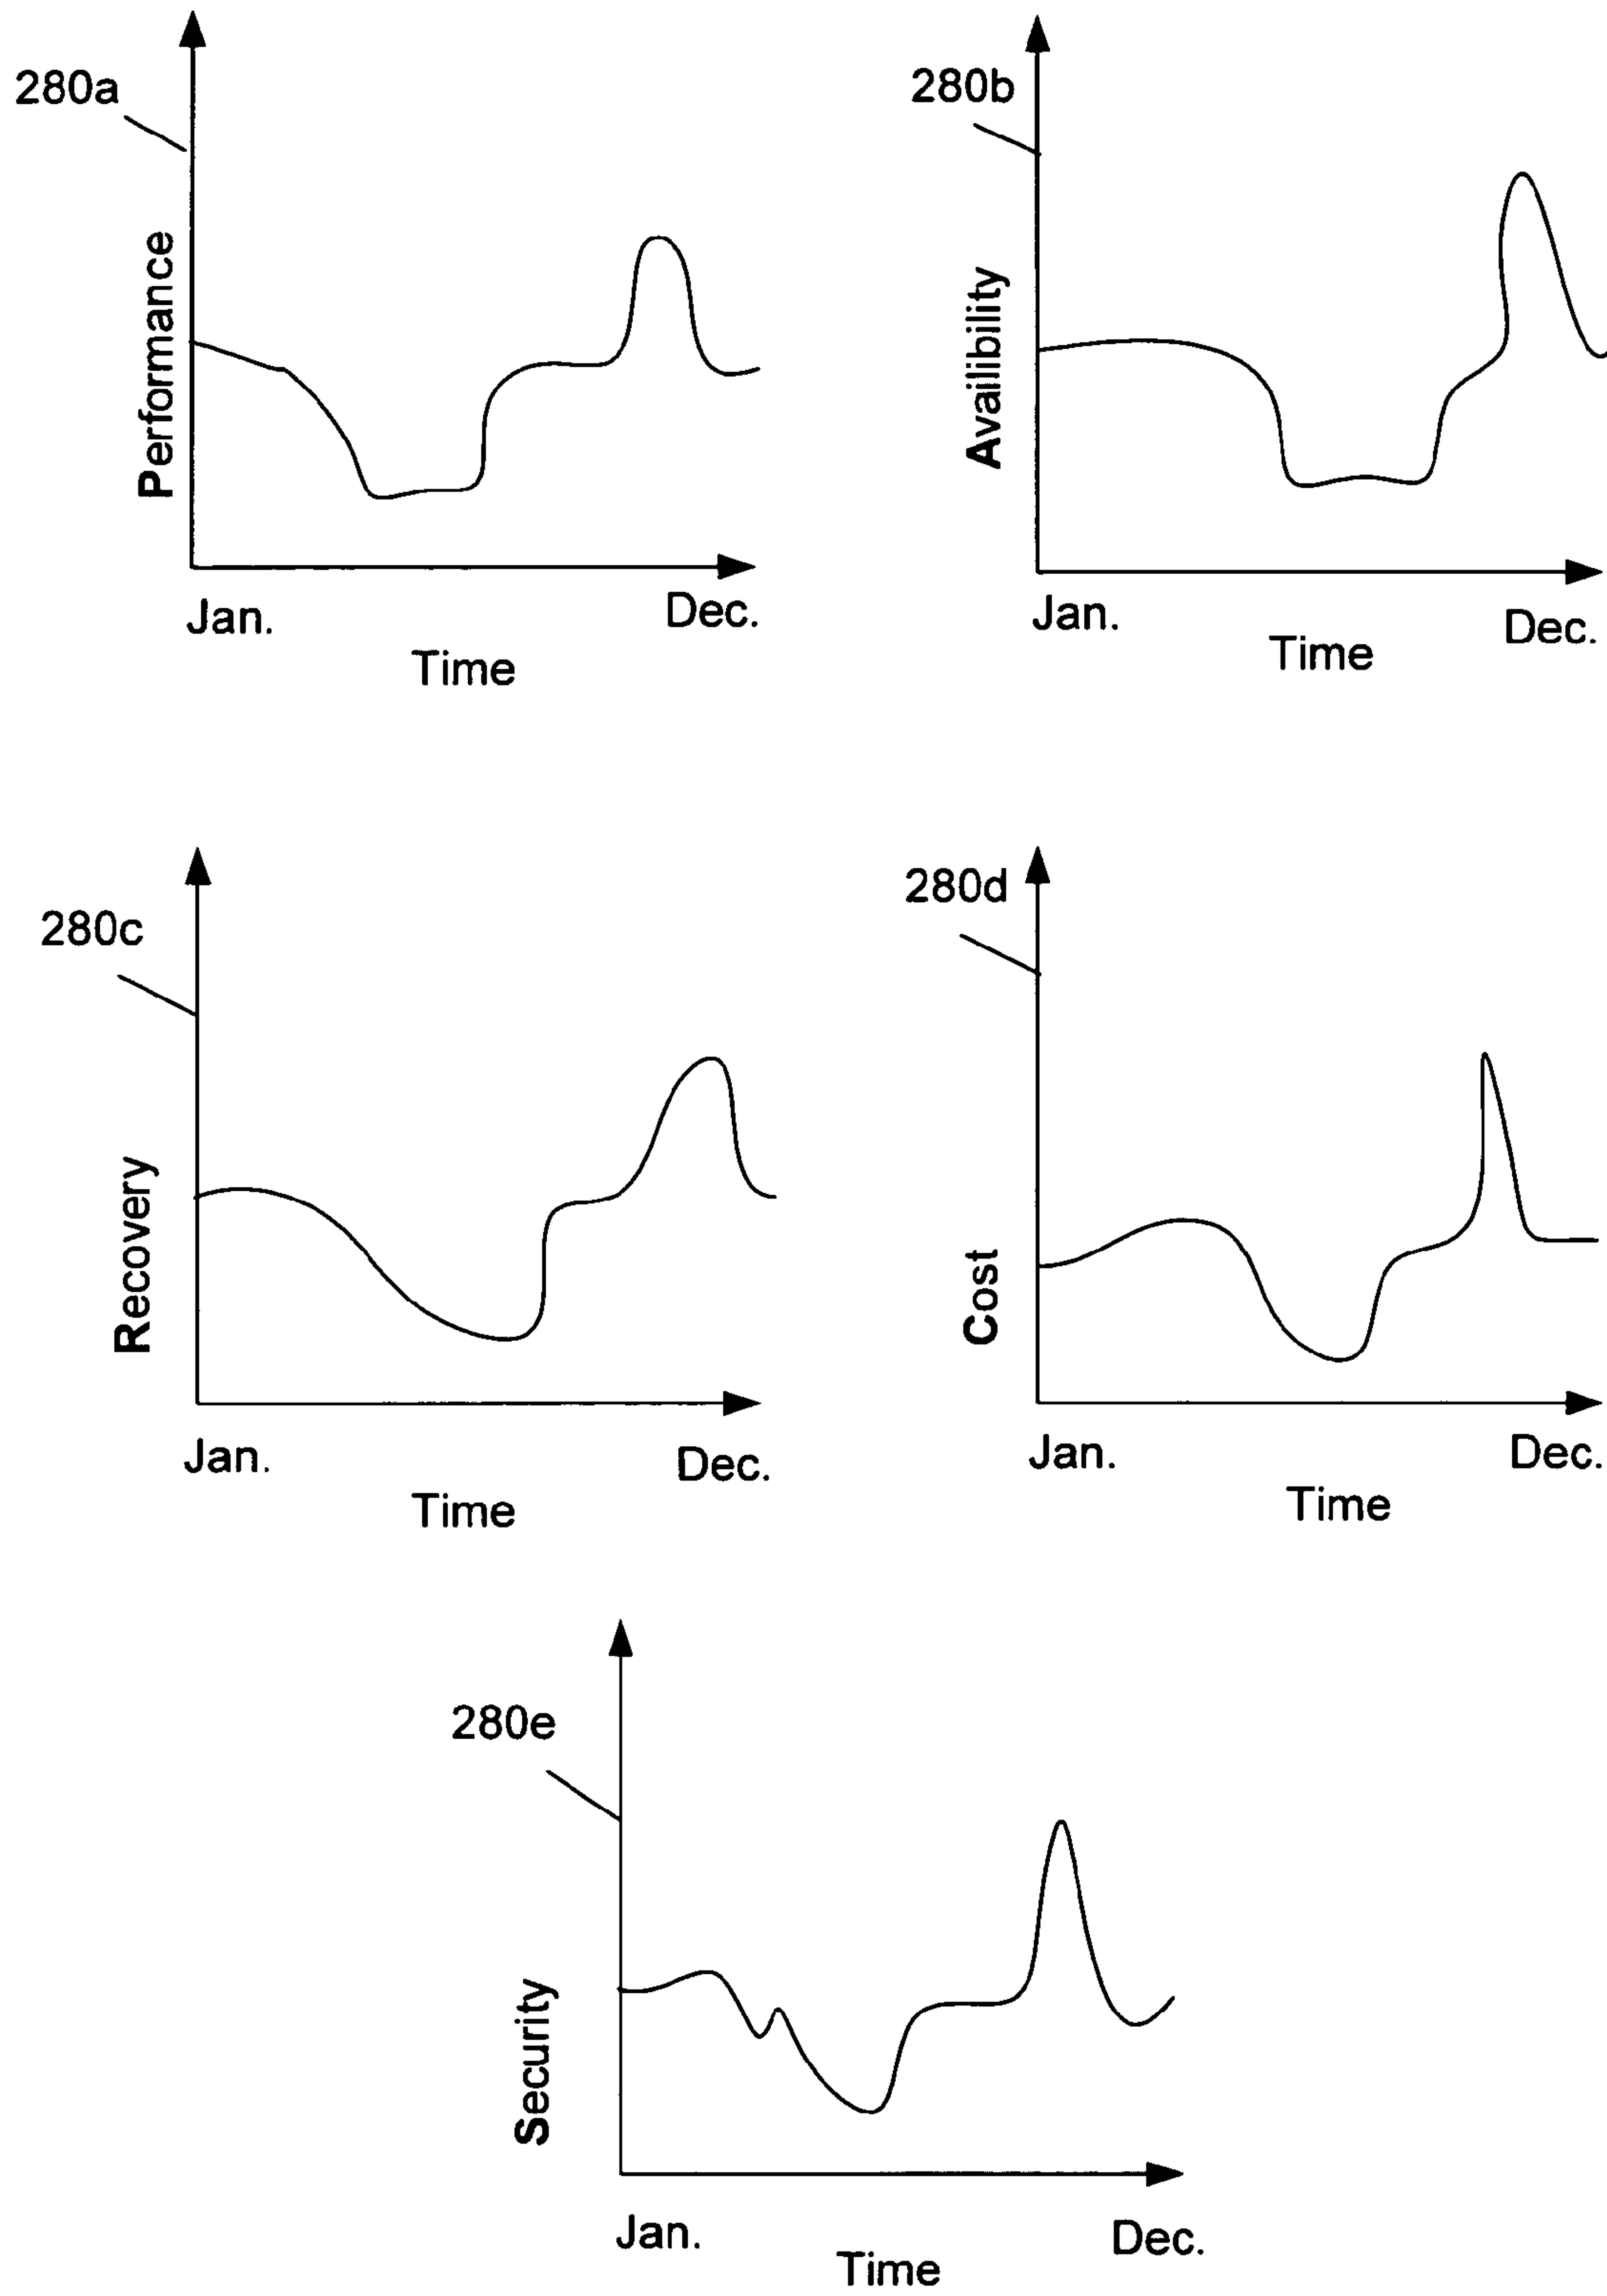 280a
Performance
Jan.
Dec.
Time
280b
Availibility
Jan.
Dec.
Time
280c
Recovery
Jan.
Dec.
Time
280d
Cost
Jan.
Dec.
Time
280e
Security
Jan.
Dec.
Time